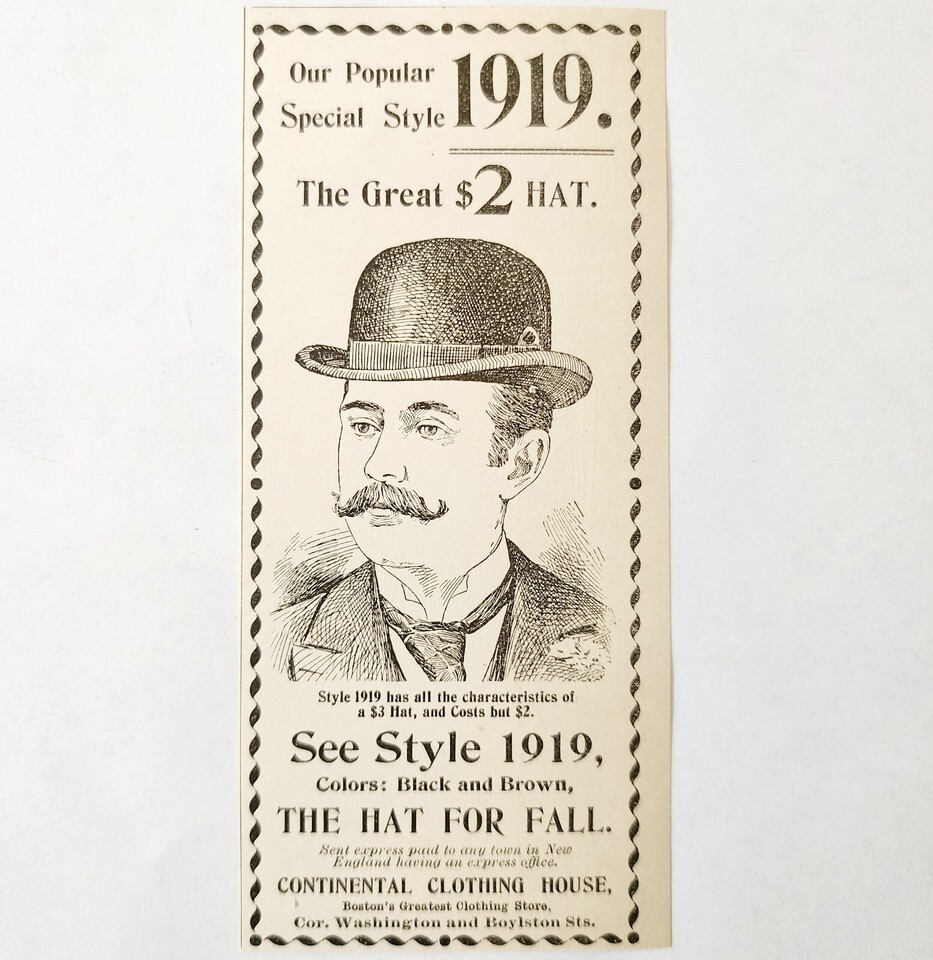 Our Popular
Special Style 1919.
The Great $2 HAT.
Style 1919 has all the characteristics of
a $3 Hat, and Costs but $2.
See Style 1919,
Colors: Black and Brown,
THE HAT FOR FALL.
Sent express paid to any town in New
England having an express office.
CONTINENTAL CLOTHING HOUSE,
Boston's Greatest Clothing Store,
Cor. Washington and Boylston Sts.